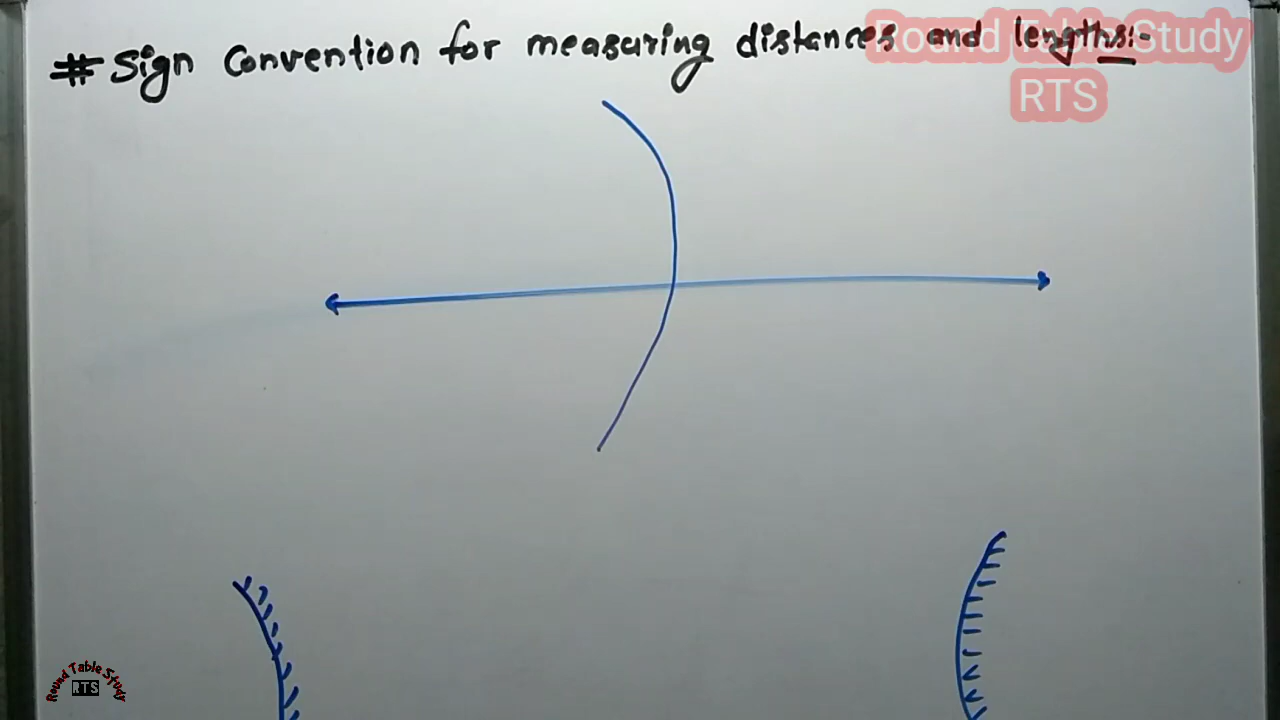 # Sign Convention for measuring distances and lengths:-
Round Table Study
RTS
Round Table Study
RTS